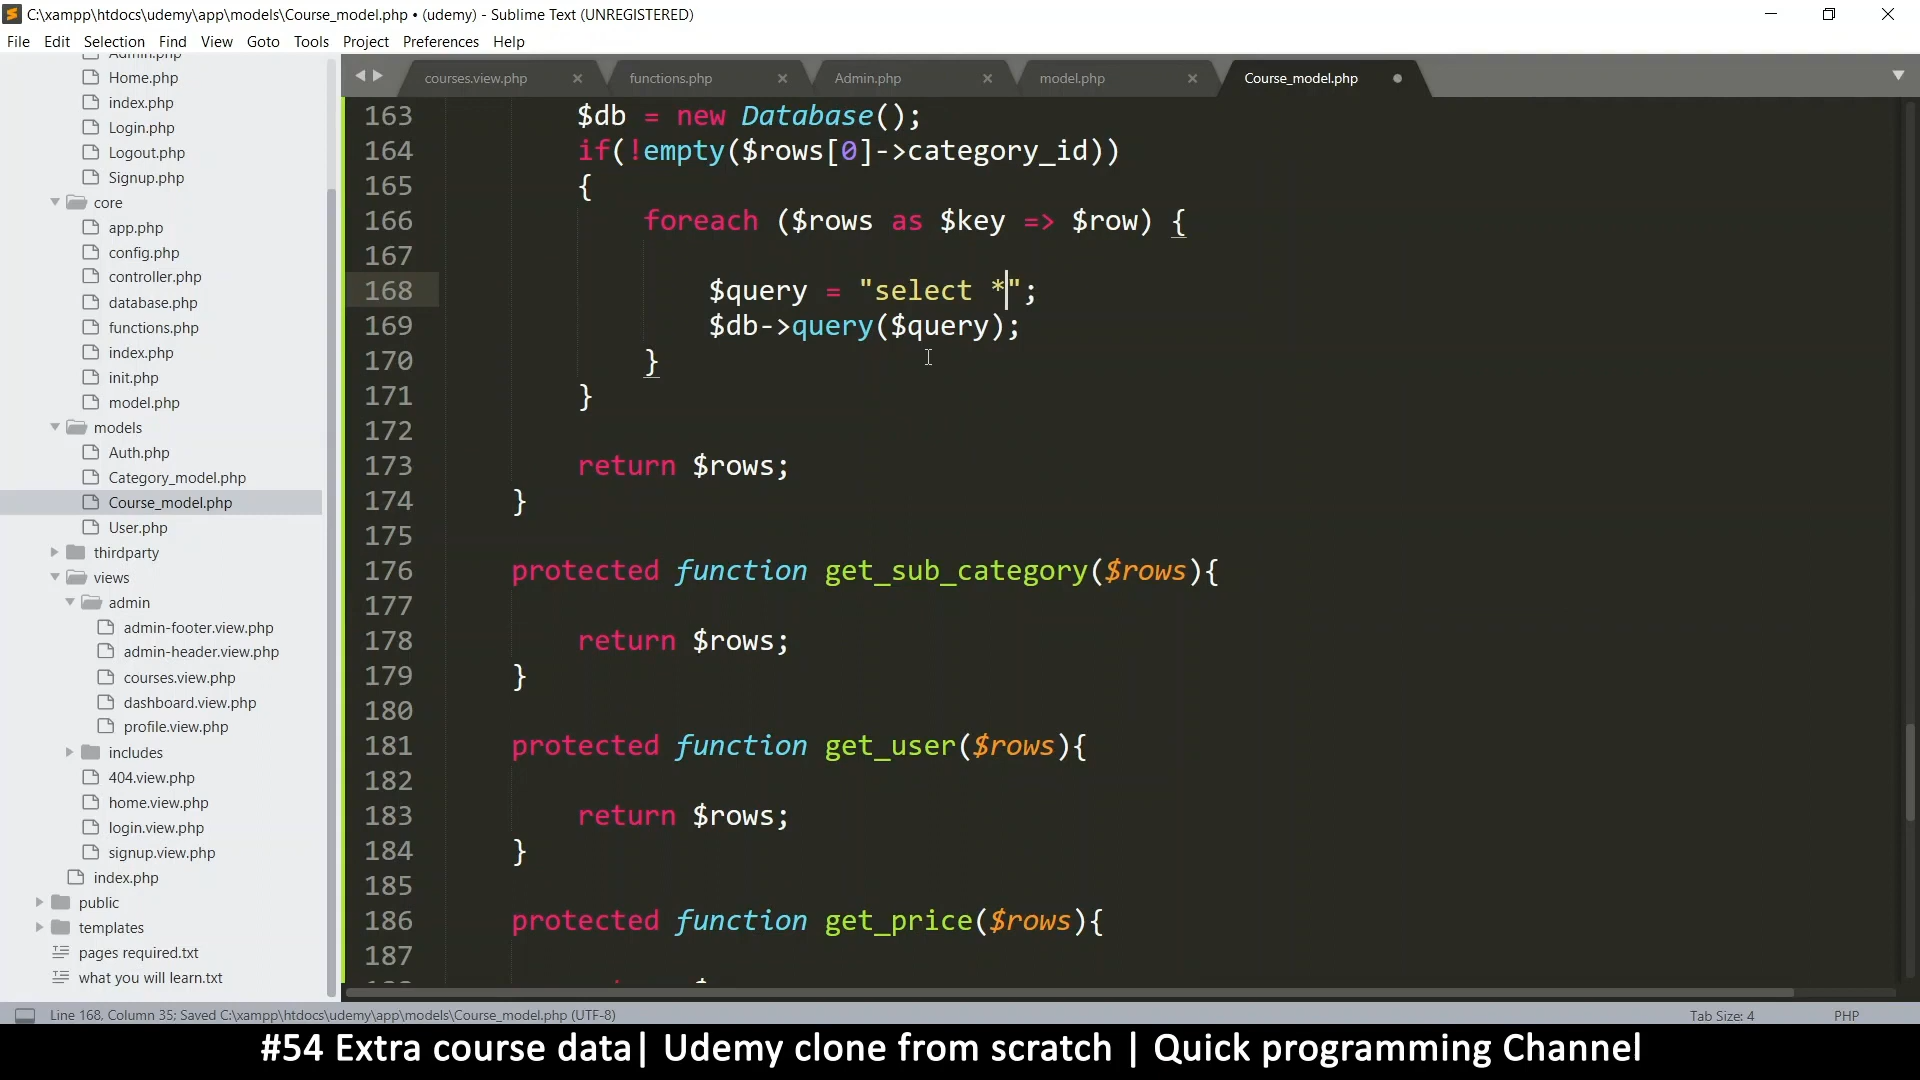 C:\xampp\htdocs\udemy\app\models\Course_model.php • (udemy) - Sublime Text (UNREGISTERED)
File Edit Selection Find View Goto Tools Project Preferences Help
Admin.php
Home.php
index.php
Login.php
Logout.php
Signup.php
core
app.php
config.php
controller.php
database.php
functions.php
index.php
init.php
model.php
models
Auth.php
Category_model.php
Course_model.php
User.php
thirdparty
views
admin
admin-footer.view.php
admin-header.view.php
courses.view.php
dashboard.view.php
profile.view.php
includes
404.view.php
home.view.php
login.view.php
signup.view.php
index.php
public
templates
pages required.txt
what you will learn.txt
courses.view.php functions.php Admin.php model.php Course_model.php
163 $db = new Database();
164 if(!empty($rows[0]->category_id))
165 {
166 foreach ($rows as $key => $row) {
167
168 $query = "select *";
169 $db->query($query);
170 }
171 }
172
173 return $rows;
174 }
175
176 protected function get_sub_category($rows){
177
178 return $rows;
179 }
180
181 protected function get_user($rows){
182
183 return $rows;
184 }
185
186 protected function get_price($rows){
187
Line 168, Column 35; Saved C:\xampp\htdocs\udemy\app\models\Course_model.php (UTF-8) Tab Size: 4 PHP
#54 Extra course data| Udemy clone from scratch | Quick programming Channel